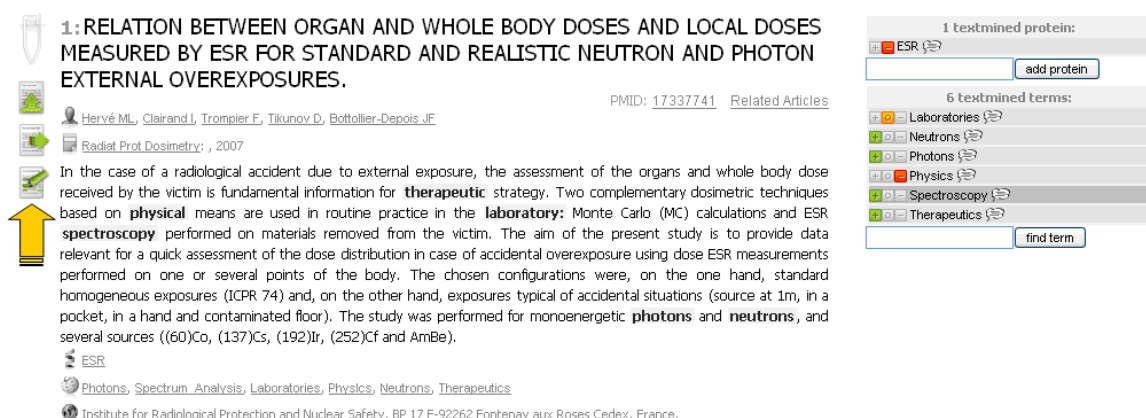 1: RELATION BETWEEN ORGAN AND WHOLE BODY DOSES AND LOCAL DOSES
MEASURED BY ESR FOR STANDARD AND REALISTIC NEUTRON AND PHOTON
EXTERNAL OVEREXPOSURES.
PMID: 17337741 Related Articles
Hervé ML, Clairand I, Trompier F, Tikunov D, Bottollier-Depois JF
Radiat Prot Dosimetry: , 2007
In the case of a radiological accident due to external exposure, the assessment of the organs and whole body dose
received by the victim is fundamental information for therapeutic strategy. Two complementary dosimetric techniques
based on physical means are used in routine practice in the laboratory: Monte Carlo (MC) calculations and ESR
spectroscopy performed on materials removed from the victim. The aim of the present study is to provide data
relevant for a quick assessment of the dose distribution in case of accidental overexposure using dose ESR measurements
performed on one or several points of the body. The chosen configurations were, on the one hand, standard
homogeneous exposures (ICPR 74) and, on the other hand, exposures typical of accidental situations (source at 1m, in a
pocket, in a hand and contaminated floor). The study was performed for monoenergetic photons and neutrons, and
several sources ((60)Co, (137)Cs, (192)Ir, (252)Cf and AmBe).
ESR
Photons, Spectrum Analysis, Laboratories, Physics, Neutrons, Therapeutics
Institute for Radiological Protection and Nuclear Safety, BP 17 F-92262 Fontenay aux Roses Cedex, France.
1 textmined protein:
ESR
add protein
6 textmined terms:
Laboratories
Neutrons
Photons
Physics
Spectroscopy
Therapeutics
find term